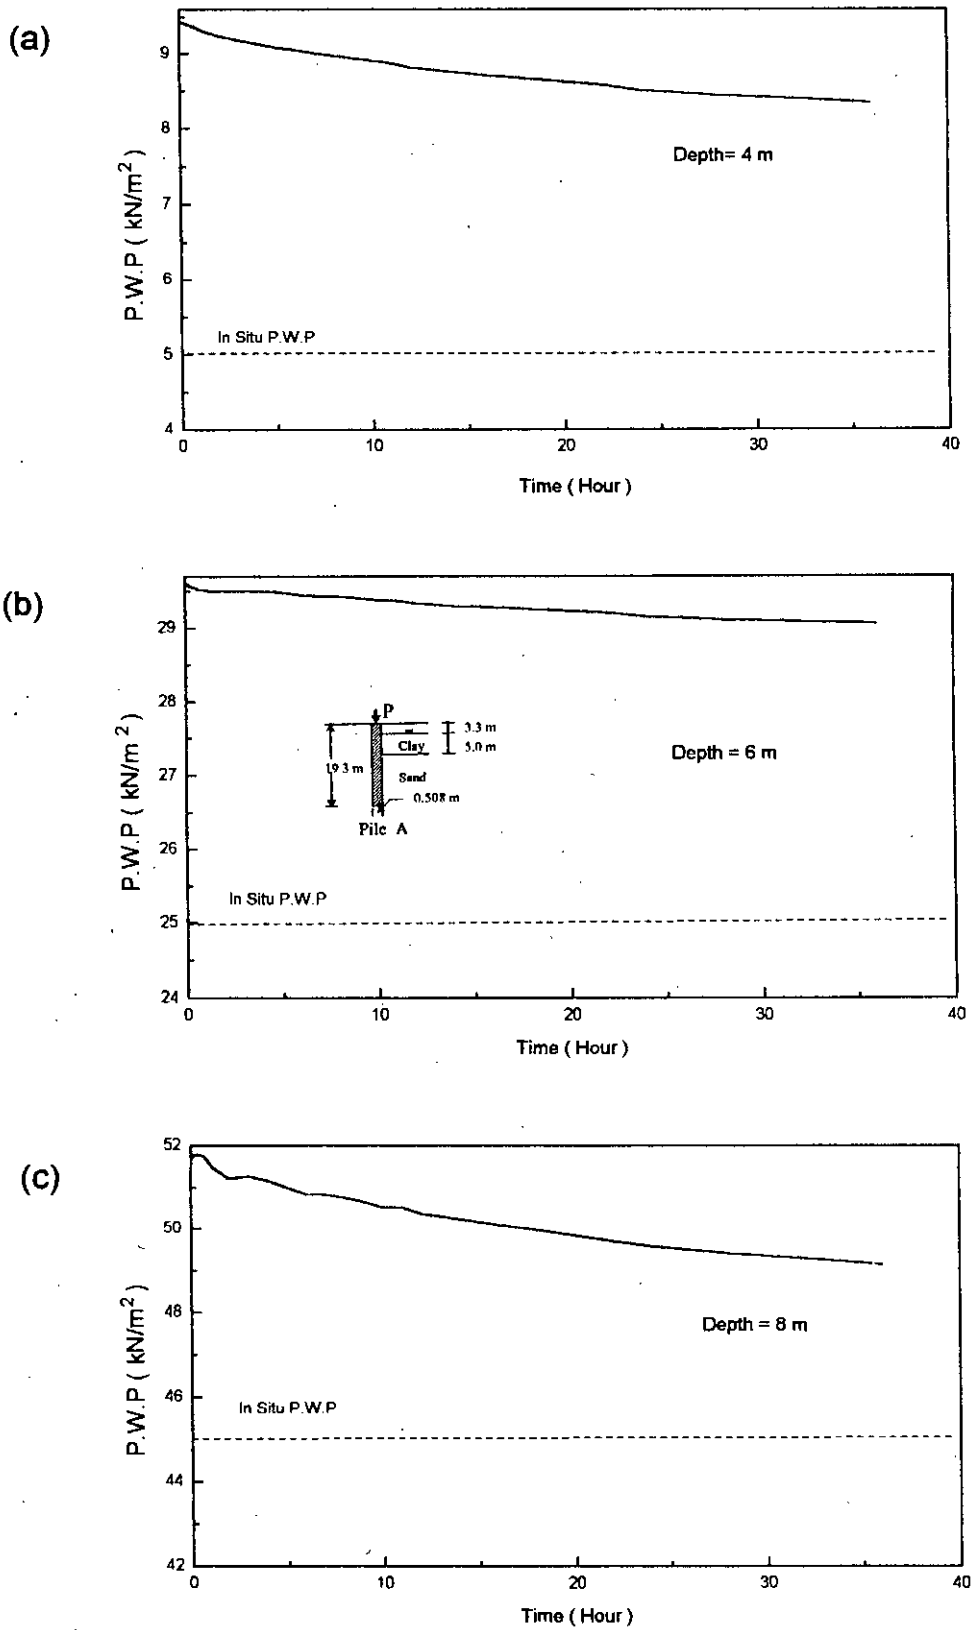 (a)
9
8
7
6
5
4
P.W.P ( kN/m²)
Depth= 4 m
In Situ P.W.P
0 10 20 30 40
Time ( Hour )
(b)
29
28
27
26
25
24
P.W.P ( kN/m²)
P
3.3 m
Clay 5.0 m
19.3 m
Sand
0.508 m
Pile A
Depth = 6 m
In Situ P.W.P
0 10 20 30 40
Time ( Hour )
(c)
52
50
48
46
44
42
P.W.P ( kN/m²)
Depth = 8 m
In Situ P.W.P
0 10 20 30 40
Time ( Hour )